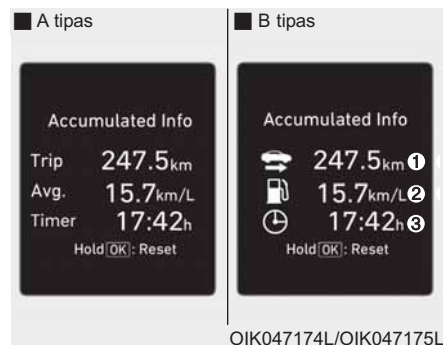 A tipas
Accumulated Info
Trip 247.5km
Avg. 15.7km/L
Timer 17:42h
Hold OK : Reset
B tipas
Accumulated Info
247.5km ❶
15.7km/L ❷
17:42h ❸
Hold OK : Reset
OIK047174L/OIK047175L